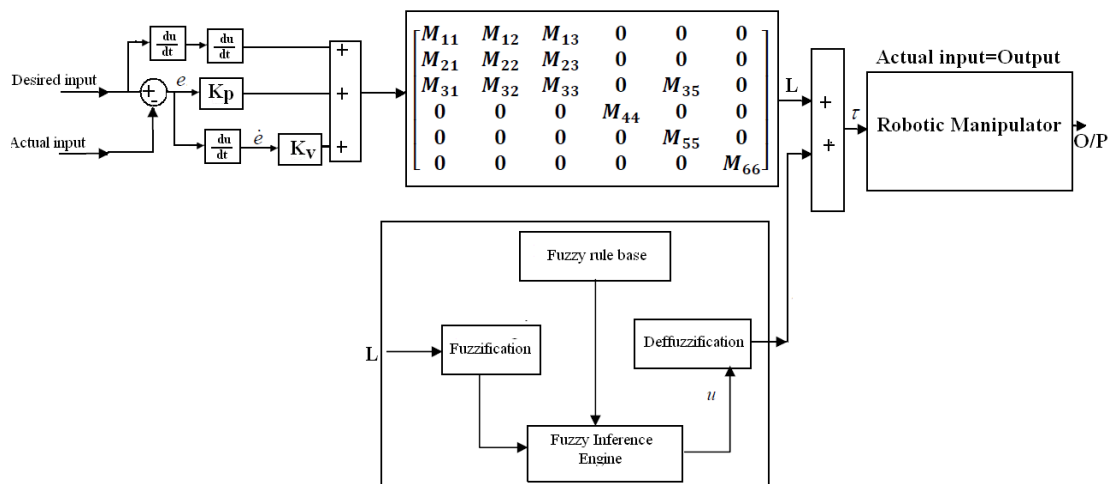 du
dt
du
dt
+
Desired input
+
-
e
Kp
+
Actual input
du
dt
ė
Kv
+
M11 M12 M13 0 0 0
M21 M22 M23 0 0 0
M31 M32 M33 0 M35 0
0 0 0 M44 0 0
0 0 0 0 M55 0
0 0 0 0 0 M66
L
+
+
τ
Actual input=Output
Robotic Manipulator
O/P
Fuzzy rule base
L
Fuzzification
Deffuzzification
u
Fuzzy Inference
Engine